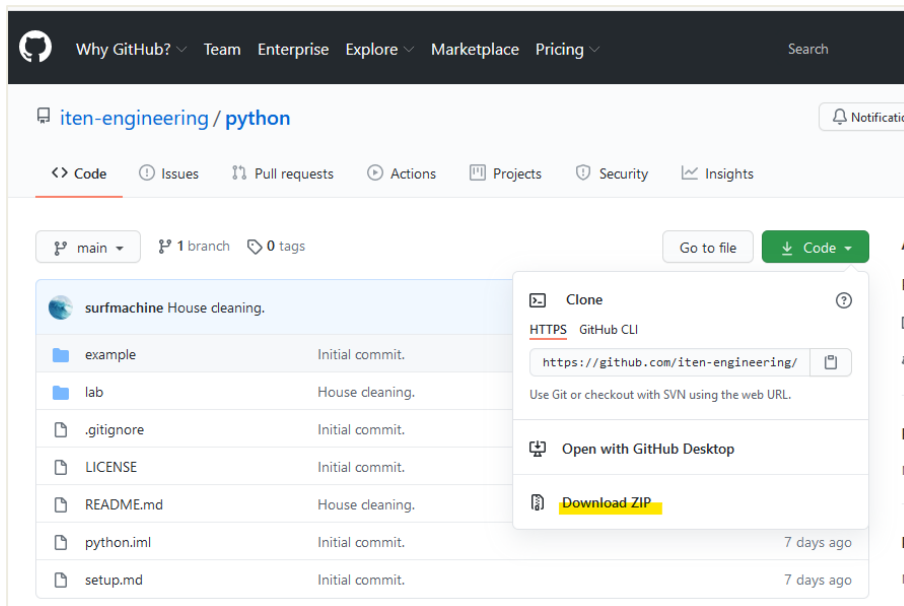 Why GitHub? Team Enterprise Explore Marketplace Pricing Search
iten-engineering / python
Notificatio
Code Issues Pull requests Actions Projects Security Insights
main 1 branch 0 tags Go to file Code
surfmachine House cleaning.
example Initial commit.
lab House cleaning.
.gitignore Initial commit.
LICENSE Initial commit.
README.md House cleaning.
python.iml Initial commit. 7 days ago
setup.md Initial commit. 7 days ago
Clone
HTTPS GitHub CLI
https://github.com/iten-engineering/
Use Git or checkout with SVN using the web URL.
Open with GitHub Desktop
Download ZIP